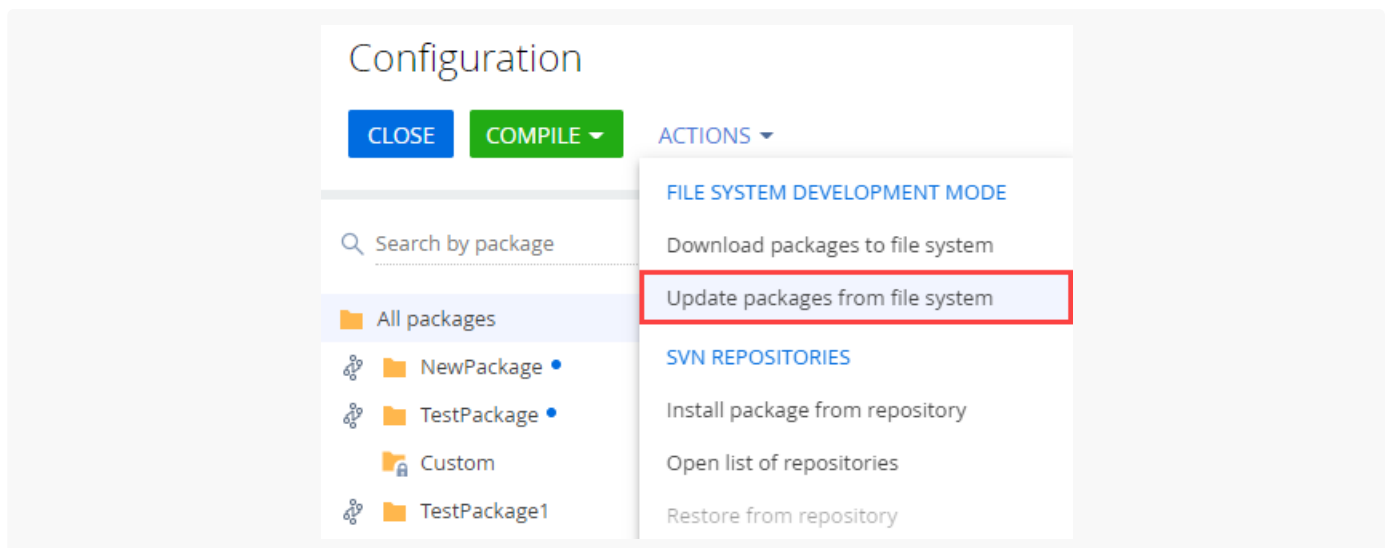 Configuration
CLOSE
COMPILE
ACTIONS
FILE SYSTEM DEVELOPMENT MODE
Search by package
Download packages to file system
Update packages from file system
All packages
SVN REPOSITORIES
NewPackage
TestPackage
Install package from repository
Custom
Open list of repositories
TestPackage1
Restore from repository